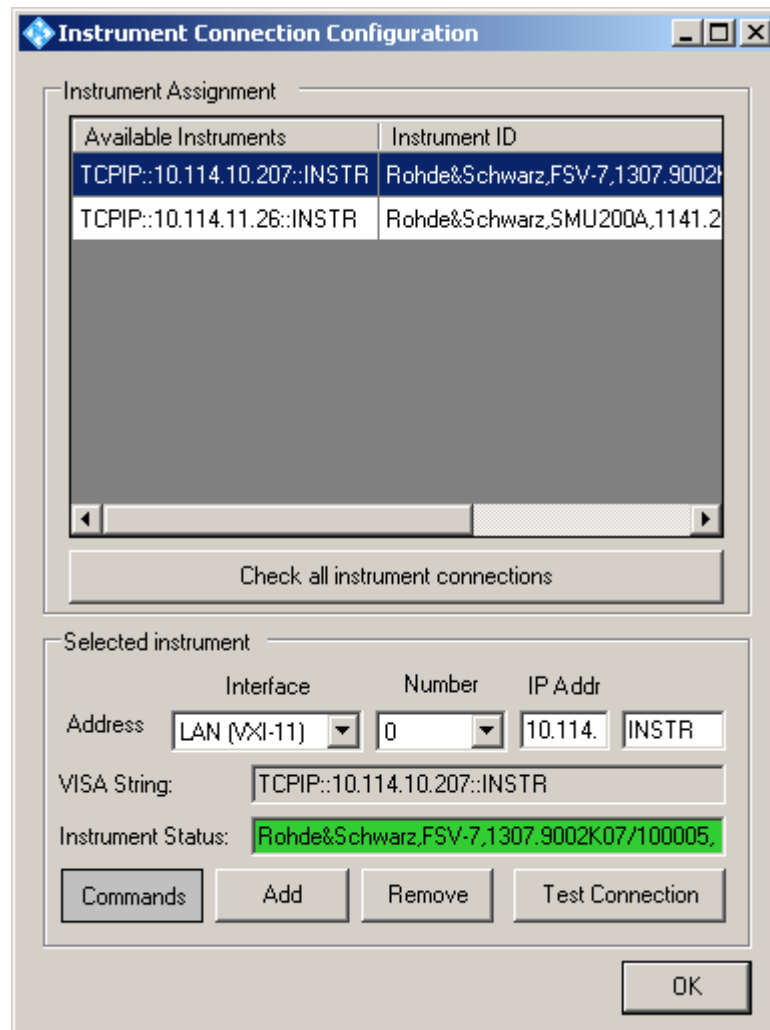 Instrument Connection Configuration
Instrument Assignment
Available Instruments Instrument ID
TCPIP::10.114.10.207::INSTR Rohde&Schwarz,FSV-7,1307.9002K
TCPIP::10.114.11.26::INSTR Rohde&Schwarz,SMU200A,1141.2
Check all instrument connections
Selected instrument
Interface Number IP Addr
Address LAN (VXI-11) 0 10.114. INSTR
VISA String: TCPIP::10.114.10.207::INSTR
Instrument Status: Rohde&Schwarz,FSV-7,1307.9002K07/100005,
Commands Add Remove Test Connection
OK